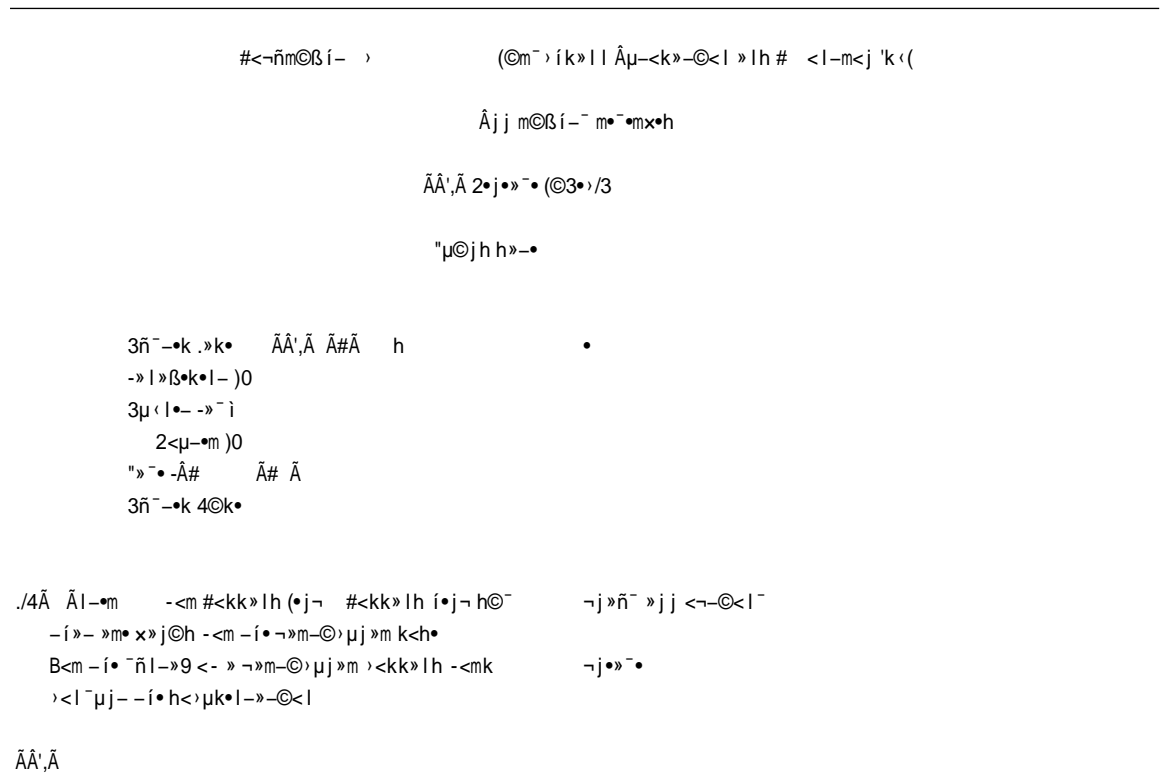 #<¬ñm©ßí– › (©m¯›ík»ll Âµ–<k»–©<l »lh # <l–m<j 'k‹(
Âjj m©ßí–¯ m•¯•mx•h
ÃÂ',Ã 2•j•»¯• (©3•›/3
"µ©jh h»–•
3ñ¯–•k .»k• ÃÂ',Ã Ã#Ã h •
-»l»ß•k•l– )0
3µ‹l•– -»¯ì
2<µ–•m )0
"»¯• -Â# Ã# Ã
3ñ¯–•k 4©k•
./4Ã Ãl–•m -<m #<kk»lh (•j¬ #<kk»lh í•j¬ h©¯ ¬j»ñ¯ »jj <¬–©<l¯
–í»– »m• x»j©h -<m –í• ¬»m–©›µj»m k<h•
B<m –í• ¯ñl–»9 <- » ¬»m–©›µj»m ›<kk»lh -<mk ¬j•»¯•
›<l¯µj– –í• h<›µk•l–»–©<l
ÃÂ',Ã